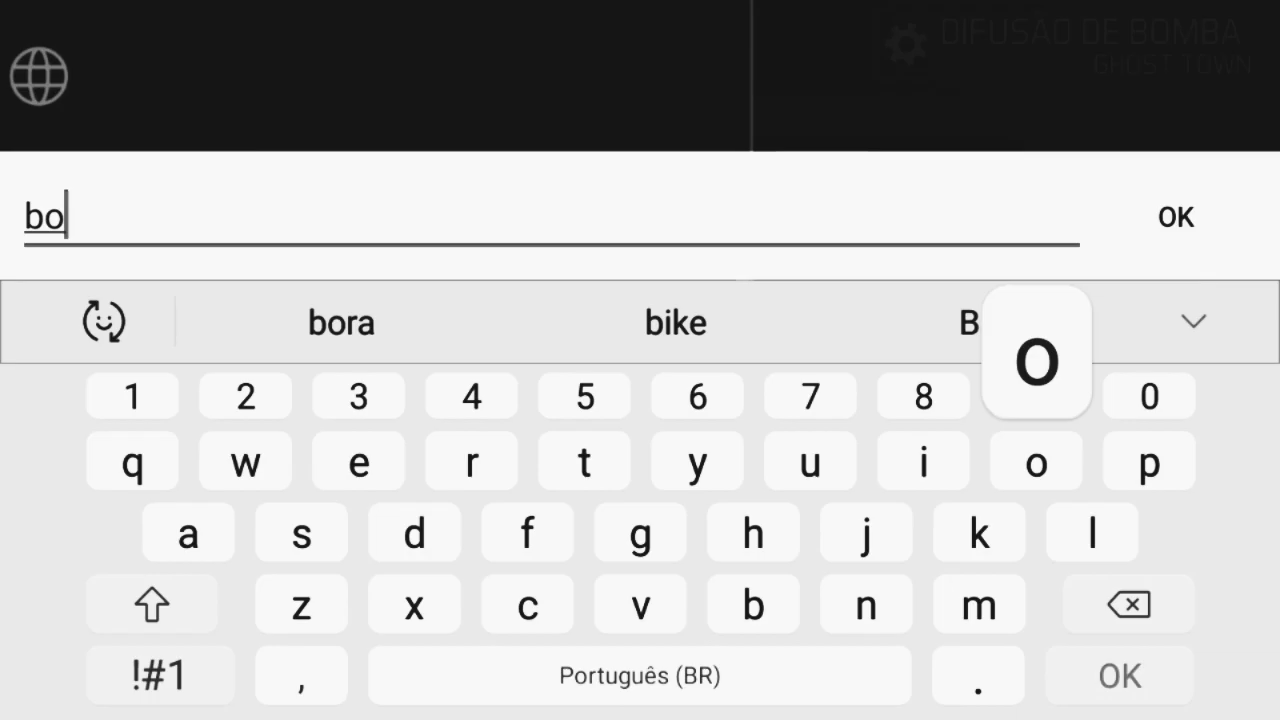 DIFUSÃO DE BOMBA
GHOST TOWN
bo
OK
bora bike B
o
1 2 3 4 5 6 7 8 0
q w e r t y u i o p
a s d f g h j k l
z x c v b n m
!#1 , Português (BR) . OK